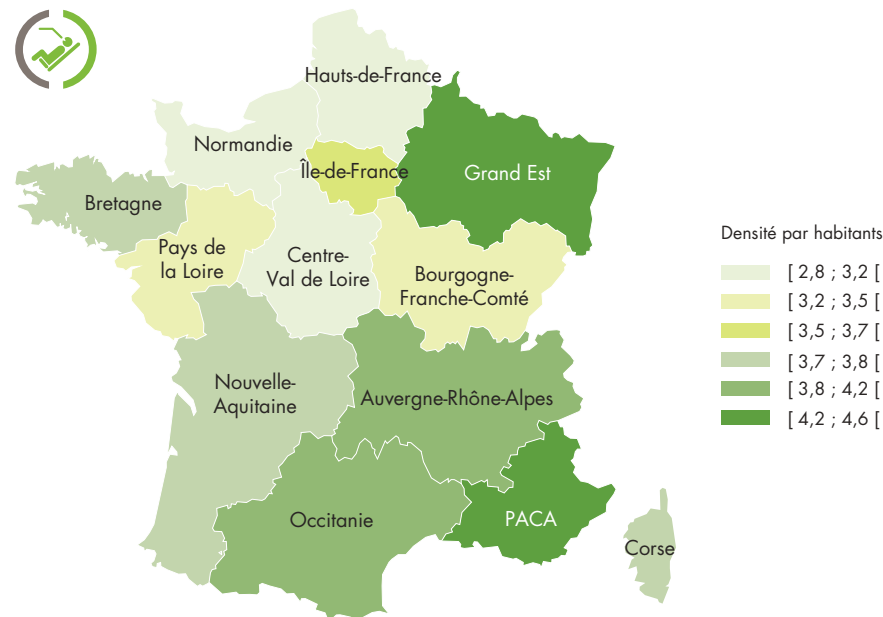 Hauts-de-France
Normandie
Île-de-France
Grand Est
Bretagne
Pays de
la Loire
Centre-
Val de Loire
Bourgogne-
Franche-Comté
Nouvelle-
Aquitaine
Auvergne-Rhône-Alpes
Occitanie
PACA
Corse
Densité par habitants
[ 2,8 ; 3,2 [
[ 3,2 ; 3,5 [
[ 3,5 ; 3,7 [
[ 3,7 ; 3,8 [
[ 3,8 ; 4,2 [
[ 4,2 ; 4,6 [